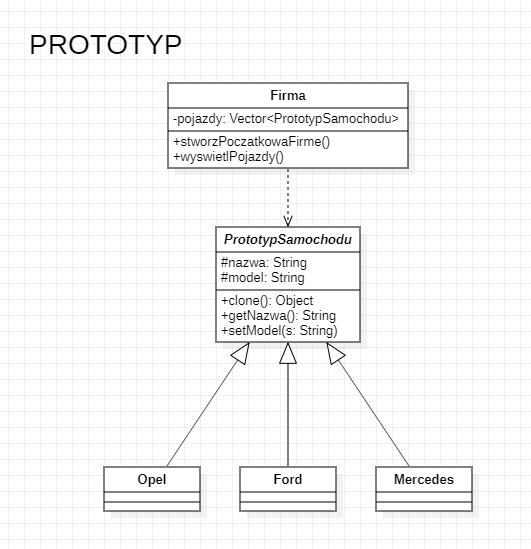 PROTOTYP
Firma
-pojazdy: Vector<PrototypSamochodu>
+stworzPoczatkowaFirme()
+wyswietlPojazdy()
PrototypSamochodu
#nazwa: String
#model: String
+clone(): Object
+getNazwa(): String
+setModel(s: String)
Opel
Ford
Mercedes